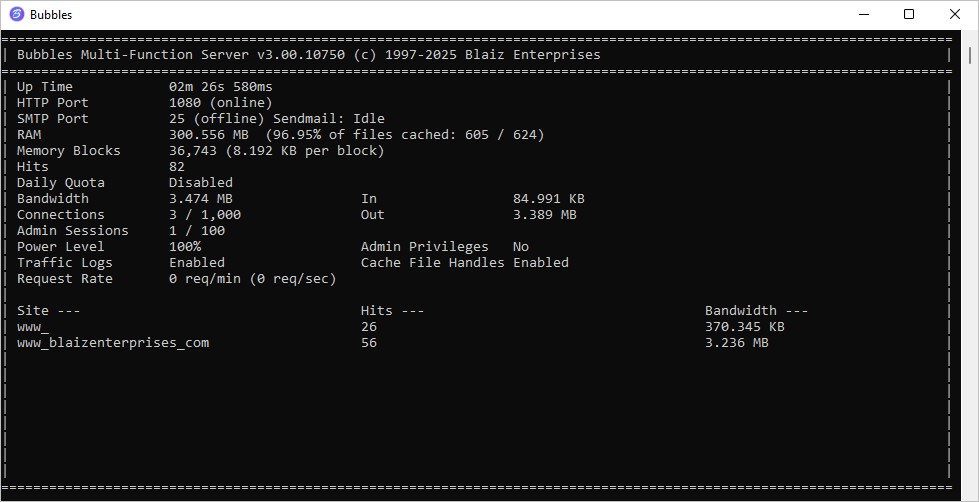 Bubbles
==================================================
| Bubbles Multi-Function Server v3.00.10750 (c) 1997-2025 Blaiz Enterprises |
==================================================
| Up Time 02m 26s 580ms |
| HTTP Port 1080 (online) |
| SMTP Port 25 (offline) Sendmail: Idle |
| RAM 300.556 MB (96.95% of files cached: 605 / 624) |
| Memory Blocks 36,743 (8.192 KB per block) |
| Hits 82 |
| Daily Quota Disabled |
| Bandwidth 3.474 MB In 84.991 KB |
| Connections 3 / 1,000 Out 3.389 MB |
| Admin Sessions 1 / 100 |
| Power Level 100% Admin Privileges No |
| Traffic Logs Enabled Cache File Handles Enabled |
| Request Rate 0 req/min (0 req/sec) |
| Site --- Hits --- Bandwidth --- |
| www_ 26 370.345 KB |
| www_blaizenterprises_com 56 3.236 MB |
==================================================